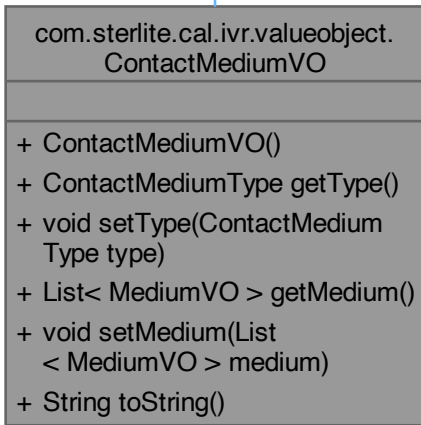 com.sterlite.cal.ivr.valueobject.
ContactMediumVO
+ ContactMediumVO()
+ ContactMediumType getType()
+ void setType(ContactMedium
Type type)
+ List< MediumVO > getMedium()
+ void setMedium(List
< MediumVO > medium)
+ String toString()